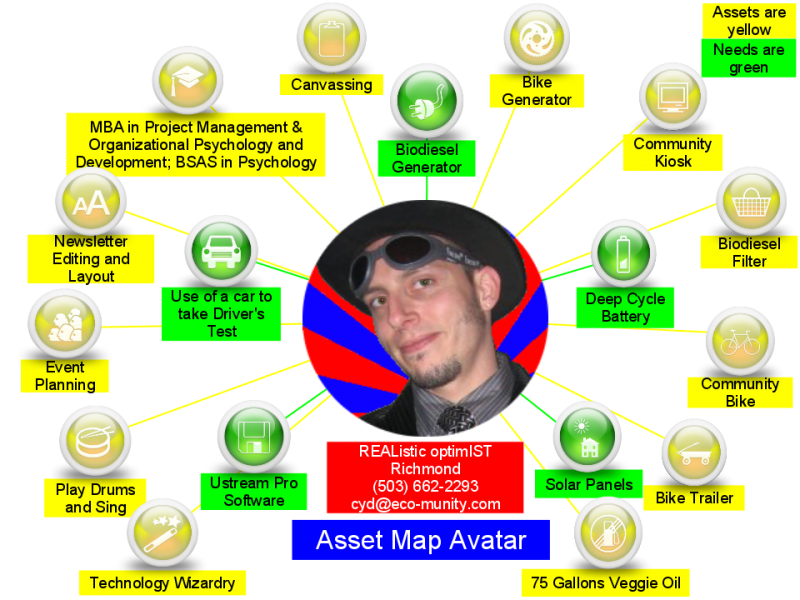 Assets are
yellow
Needs are
green
Canvassing
Bike
Generator
MBA in Project Management &
Organizational Psychology and
Development; BSAS in Psychology
Biodiesel
Generator
Community
Kiosk
AA
Newsletter
Editing and
Layout
Biodiesel
Filter
Use of a car to
take Driver's
Test
Deep Cycle
Battery
Event
Planning
Community
Bike
REAListic optimIST
Richmond
(503) 662-2293
cyd@eco-munity.com
Play Drums
and Sing
Ustream Pro
Software
Solar Panels
Bike Trailer
Asset Map Avatar
Technology Wizardry
75 Gallons Veggie Oil